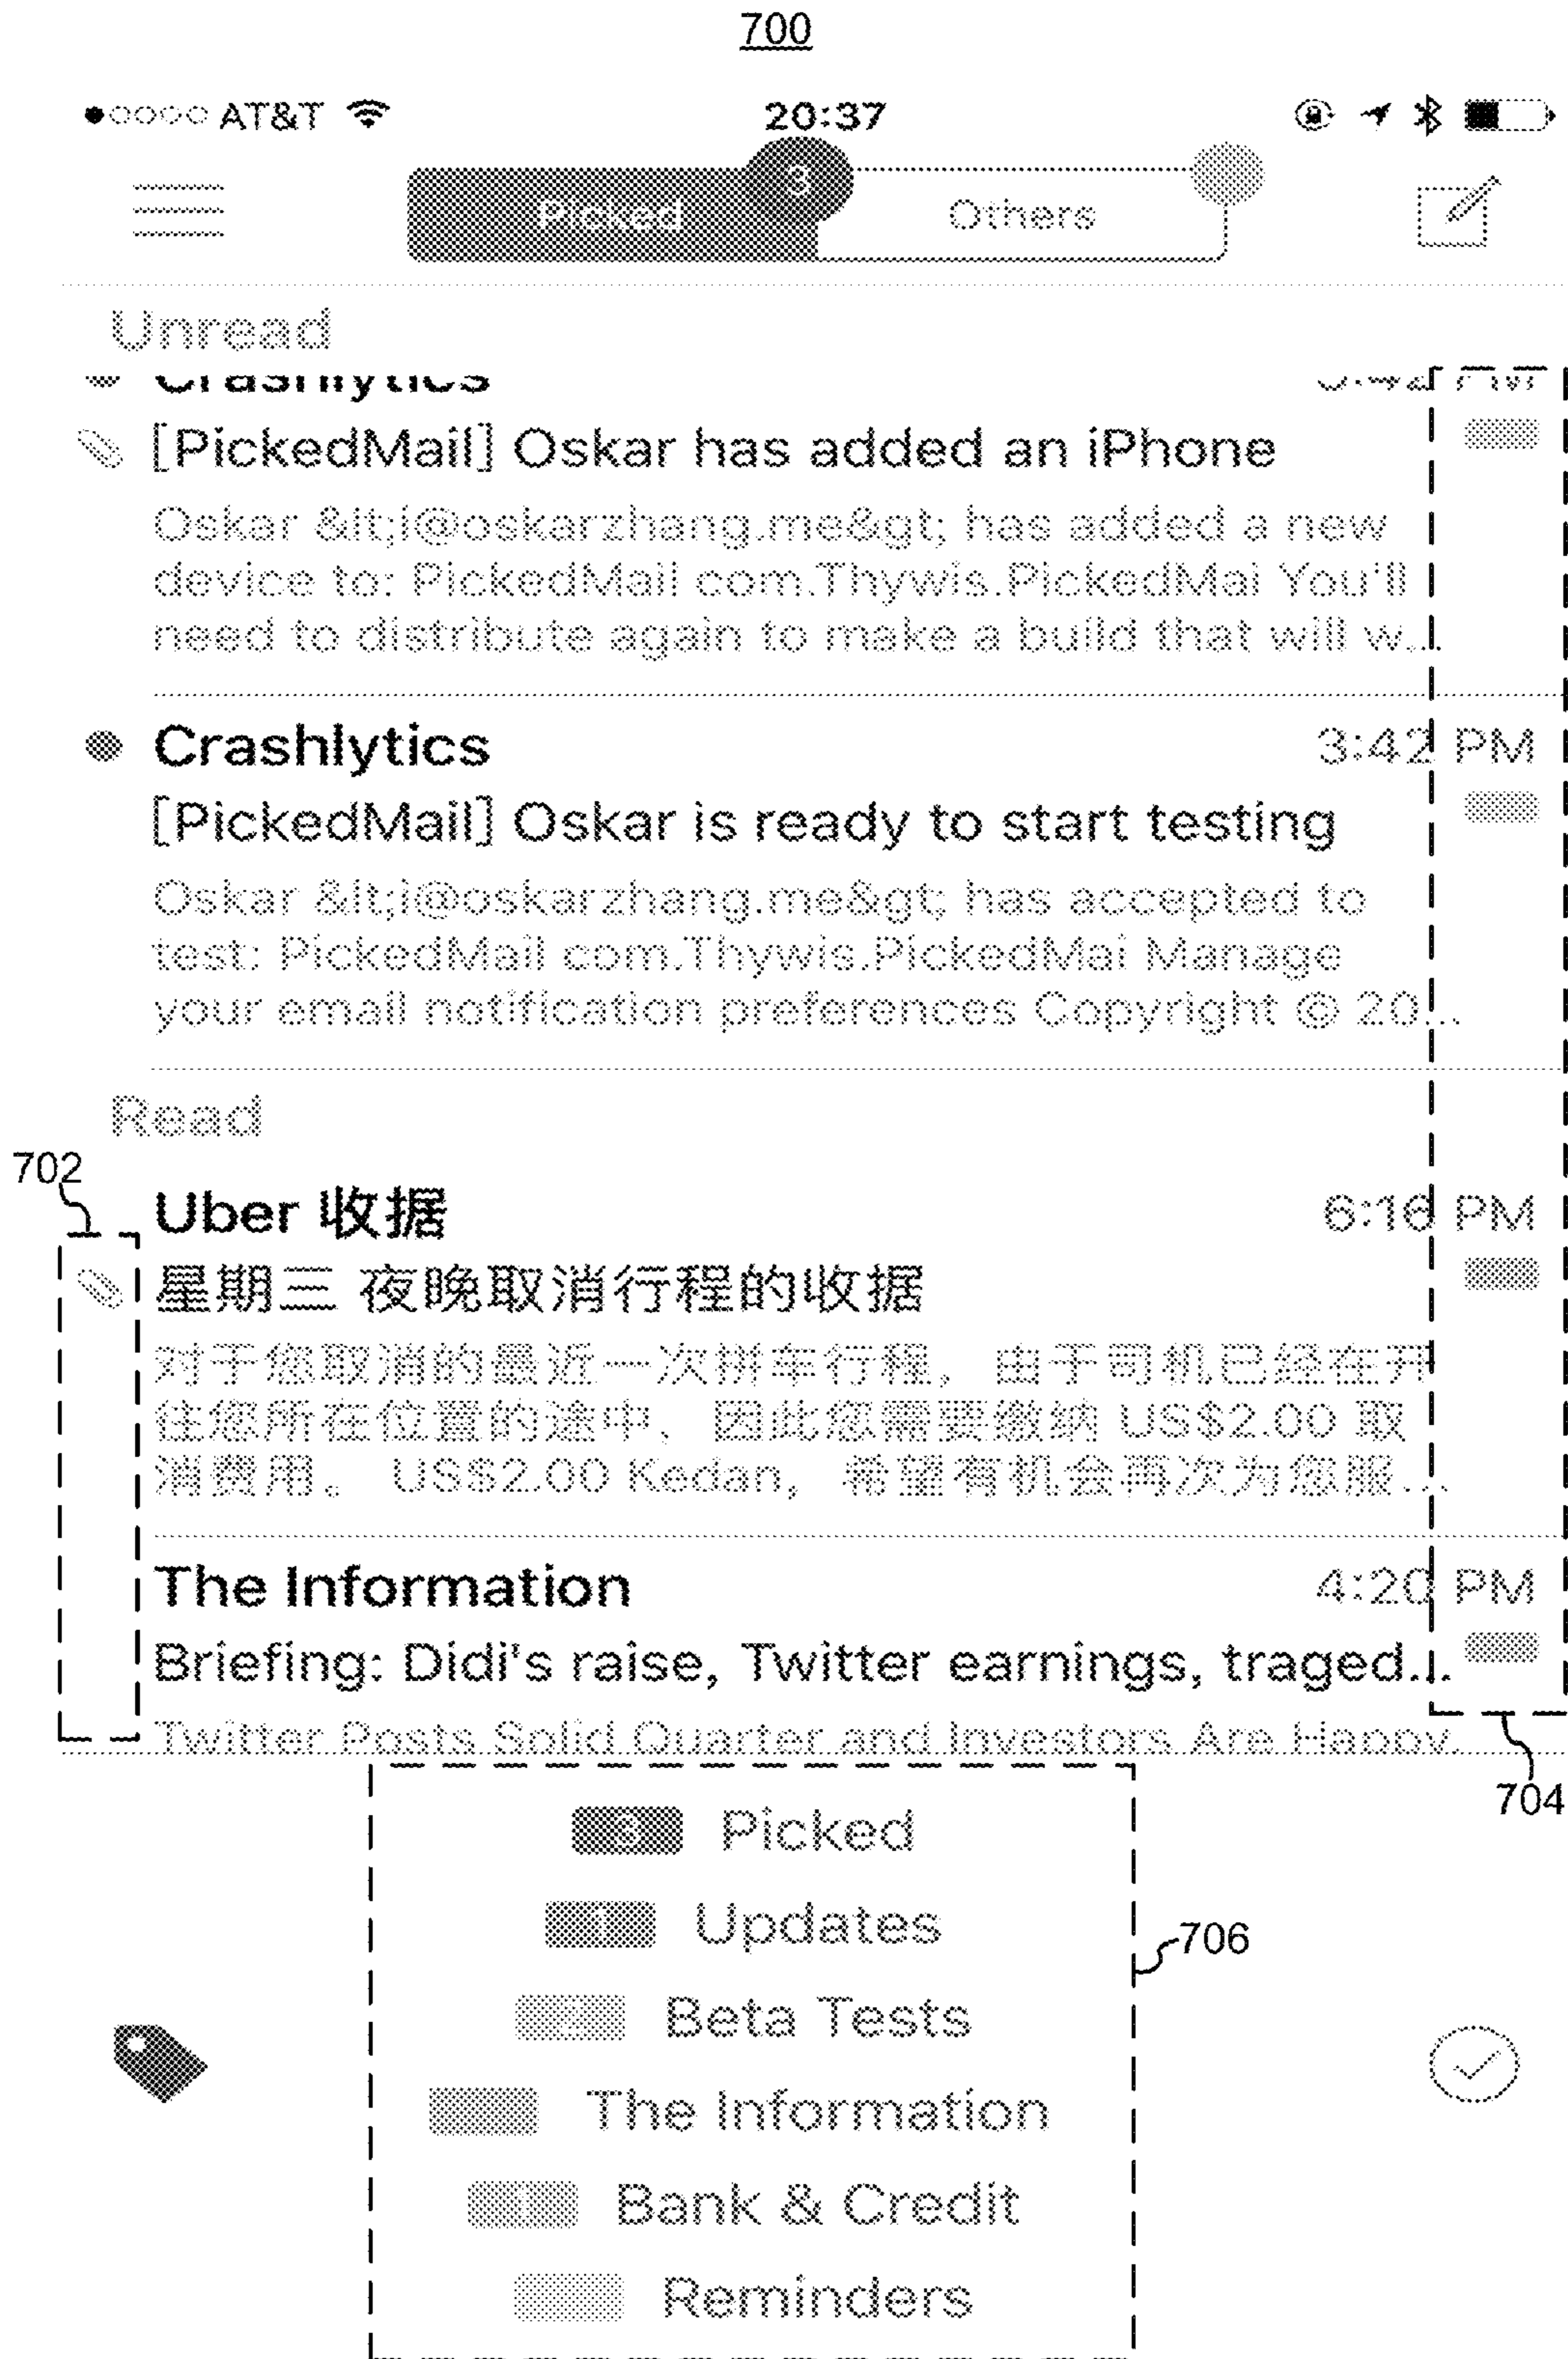 700
AT&T 20:37
Picked 3 Others
Unread
Crashlytics
[PickedMail] Oskar has added an iPhone
Oskar &lt;i@oskarzhang.me&gt; has added a new
device to: PickedMail com.Thywis.PickedMai You'll
need to distribute again to make a build that will w...
Crashlytics 3:42 PM
[PickedMail] Oskar is ready to start testing
Oskar &lt;i@oskarzhang.me&gt; has accepted to
test: PickedMail com.Thywis.PickedMai Manage
your email notification preferences Copyright © 20...
Read
702
Uber 收据 6:16 PM
星期三 夜晚取消行程的收据
对于您取消的最近一次拼车行程，由于司机已经在开
往您所在位置的途中，因此您需要缴纳 US$2.00 取
消费用。 US$2.00 Kedan，希望有机会再次为您服...
The Information 4:20 PM
Briefing: Didi's raise, Twitter earnings, traged...
Twitter Posts Solid Quarter and Investors Are Happy.
704
3 Picked
1 Updates
2 Beta Tests
The Information
1 Bank & Credit
Reminders
706